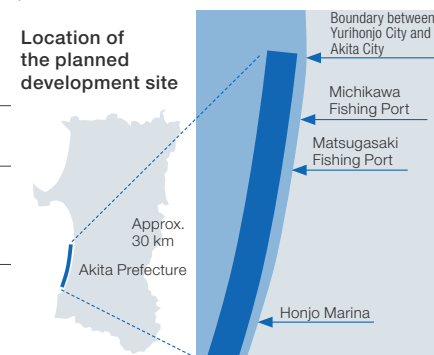 Location of
the planned
development site
Approx.
30 km
Akita Prefecture
Boundary between
Yurihonjo City and
Akita City
Michikawa
Fishing Port
Matsugasaki
Fishing Port
Honjo Marina